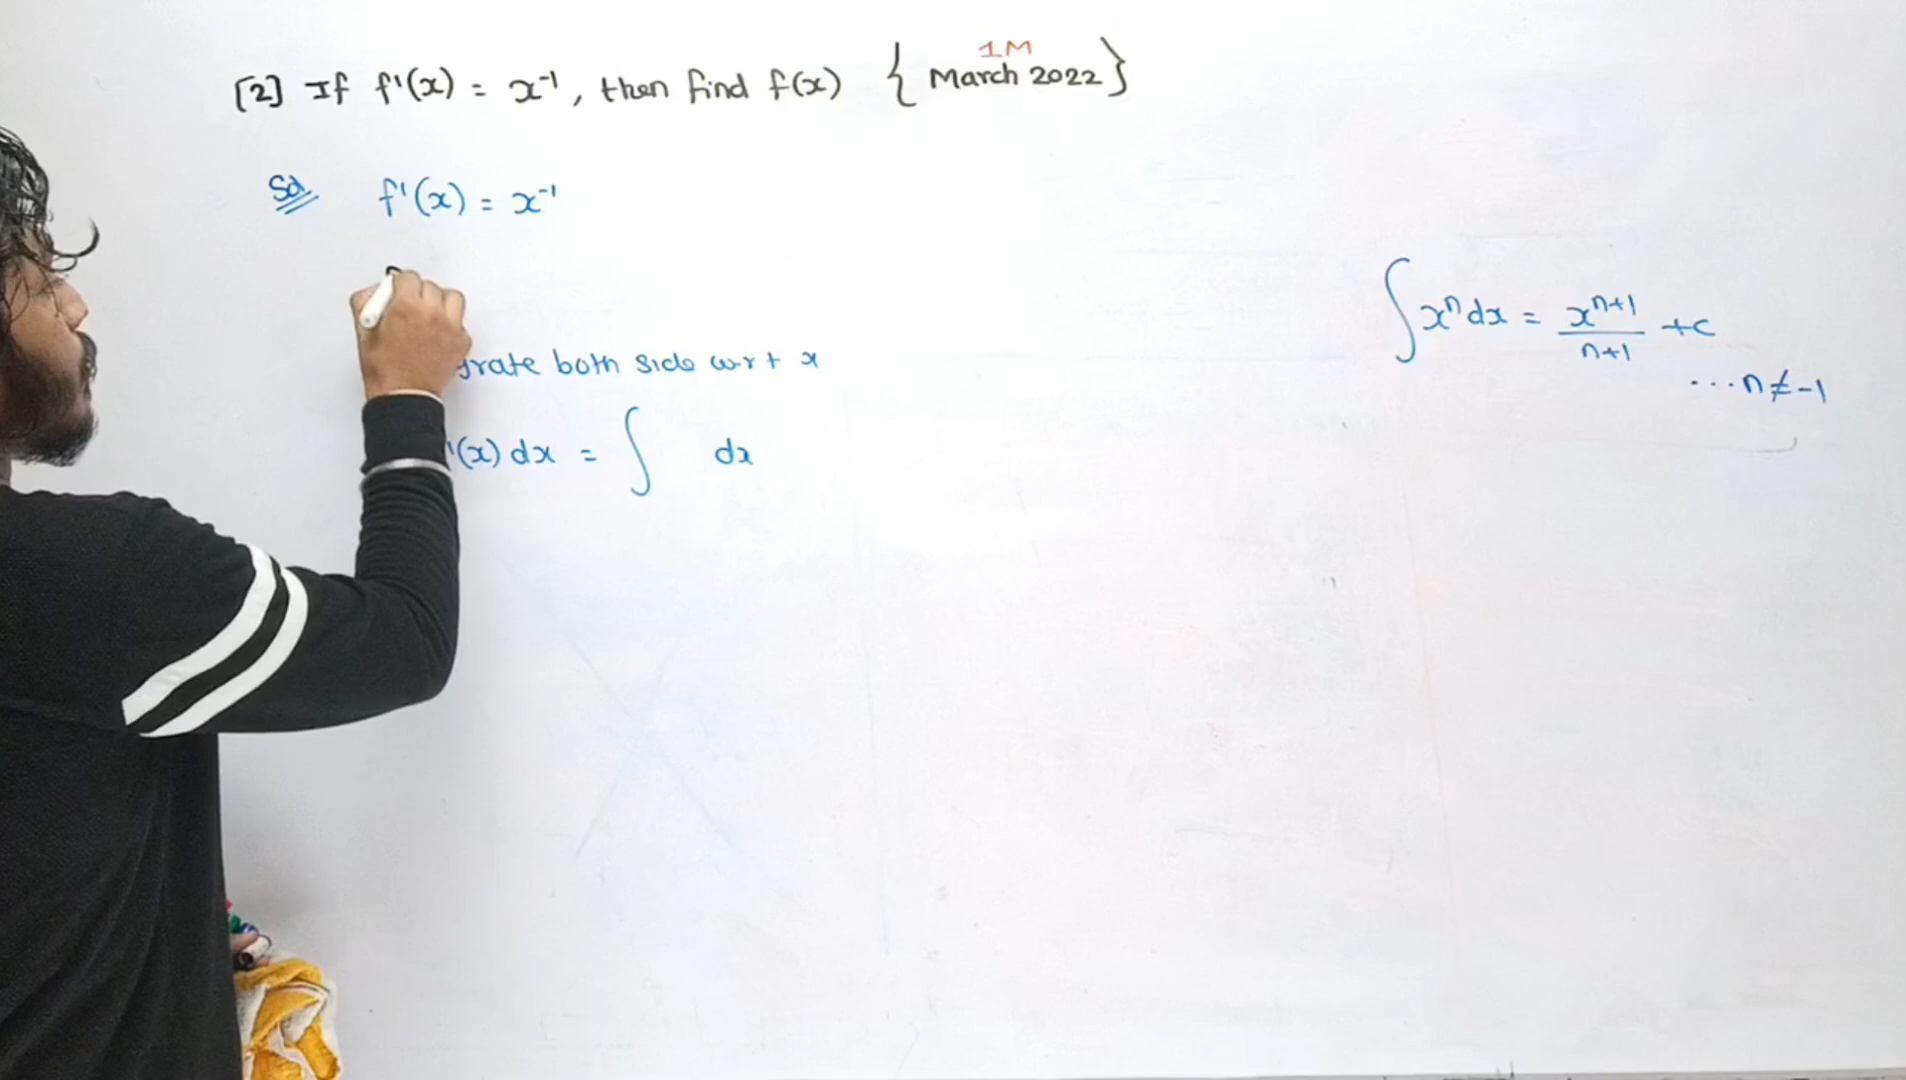 [2] If f'(x) = x⁻¹, then find f(x) { 1M March 2022 }
Sol f'(x) = x⁻¹
both side w.r+ x
'(x) dx = ∫ dx
∫ xⁿ dx = xⁿ⁺¹/n+1 + c
...n ≠ -1